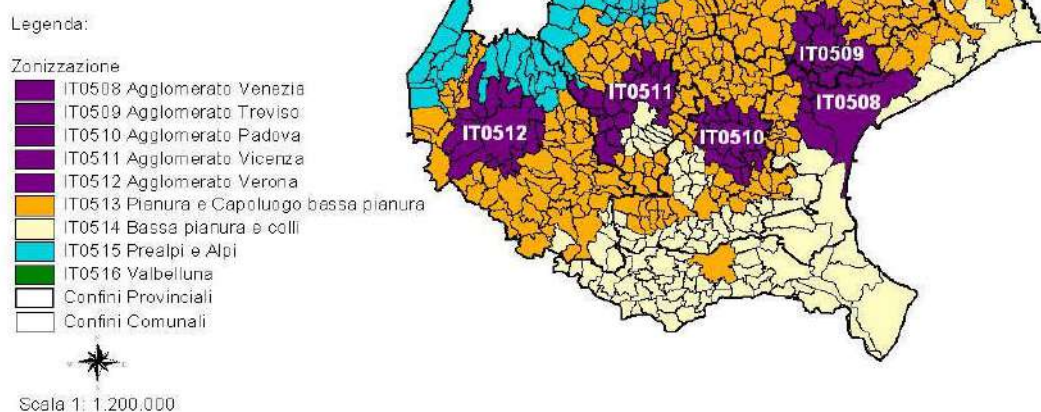 Legenda:
Zonizzazione
IT0508 Agglomerato Venezia
IT0509 Agglomerato Treviso
IT0510 Agglomerato Padova
IT0511 Agglomerato Vicenza
IT0512 Agglomerato Verona
IT0513 Pianura e Capoluogo bassa pianura
IT0514 Bassa pianura e colli
IT0515 Prealpi e Alpi
IT0516 Valbelluna
Confini Provinciali
Confini Comunali
Scala 1: 1.200.000
IT0509
IT0511
IT0508
IT0512
IT0510